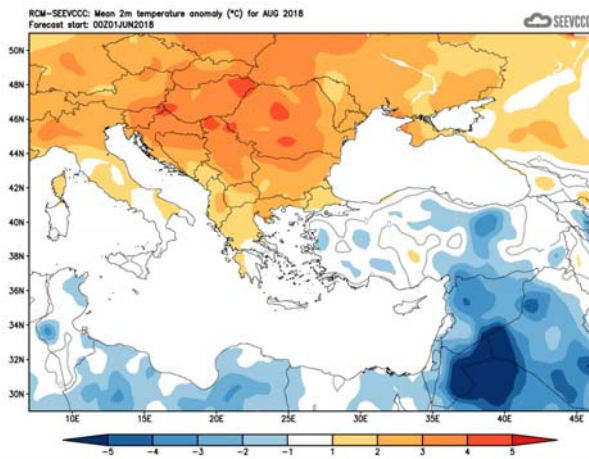 RCM-SEEVCCC: Mean 2m temperature anomaly (°C) for AUG 2018
Forecast start: 00Z01JUN2018
SEEVCCC
50N
48N
46N
44N
42N
40N
38N
36N
34N
32N
30N
10E 15E 20E 25E 30E 35E 40E 45E
-5 -4 -3 -2 -1 1 2 3 4 5